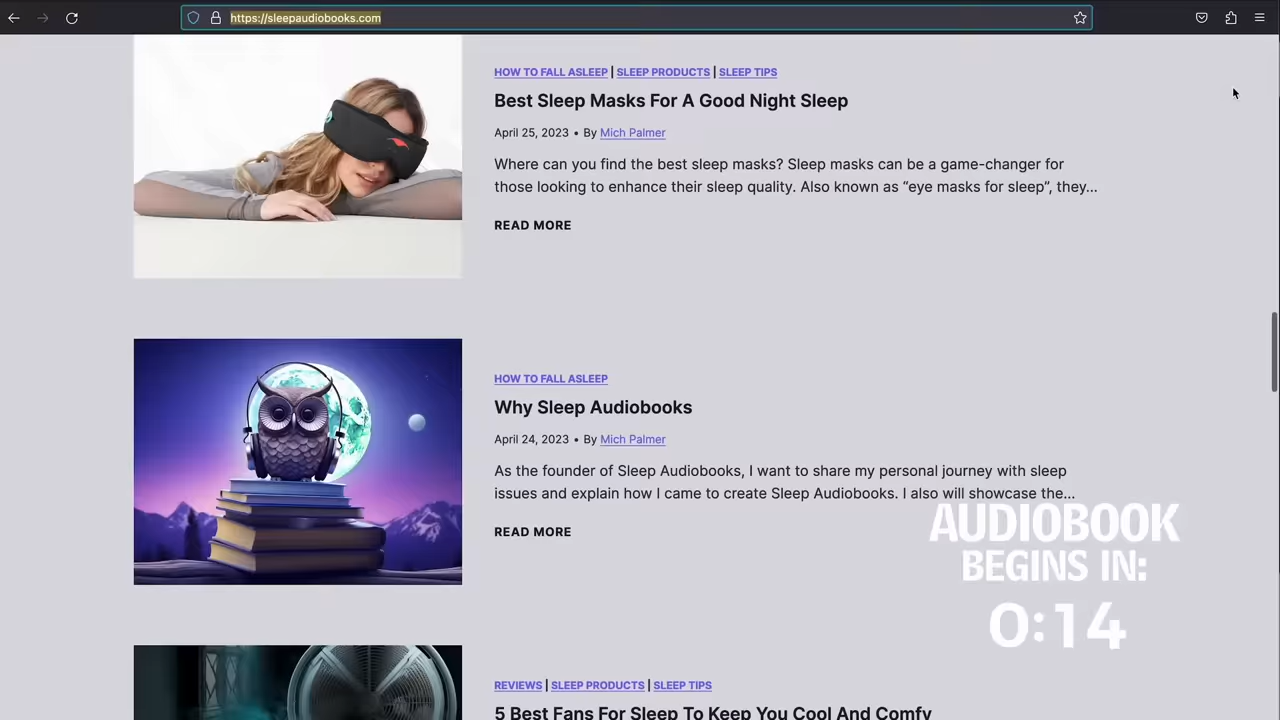 https://sleepaudiobooks.com
HOW TO FALL ASLEEP | SLEEP PRODUCTS | SLEEP TIPS
Best Sleep Masks For A Good Night Sleep
April 25, 2023 • By Mich Palmer
Where can you find the best sleep masks? Sleep masks can be a game-changer for
those looking to enhance their sleep quality. Also known as “eye masks for sleep”, they...
READ MORE
HOW TO FALL ASLEEP
Why Sleep Audiobooks
April 24, 2023 • By Mich Palmer
As the founder of Sleep Audiobooks, I want to share my personal journey with sleep
issues and explain how I came to create Sleep Audiobooks. I also will showcase the...
READ MORE
AUDIOBOOK
BEGINS IN:
0:14
REVIEWS | SLEEP PRODUCTS | SLEEP TIPS
5 Best Fans For Sleep To Keep You Cool And Comfy